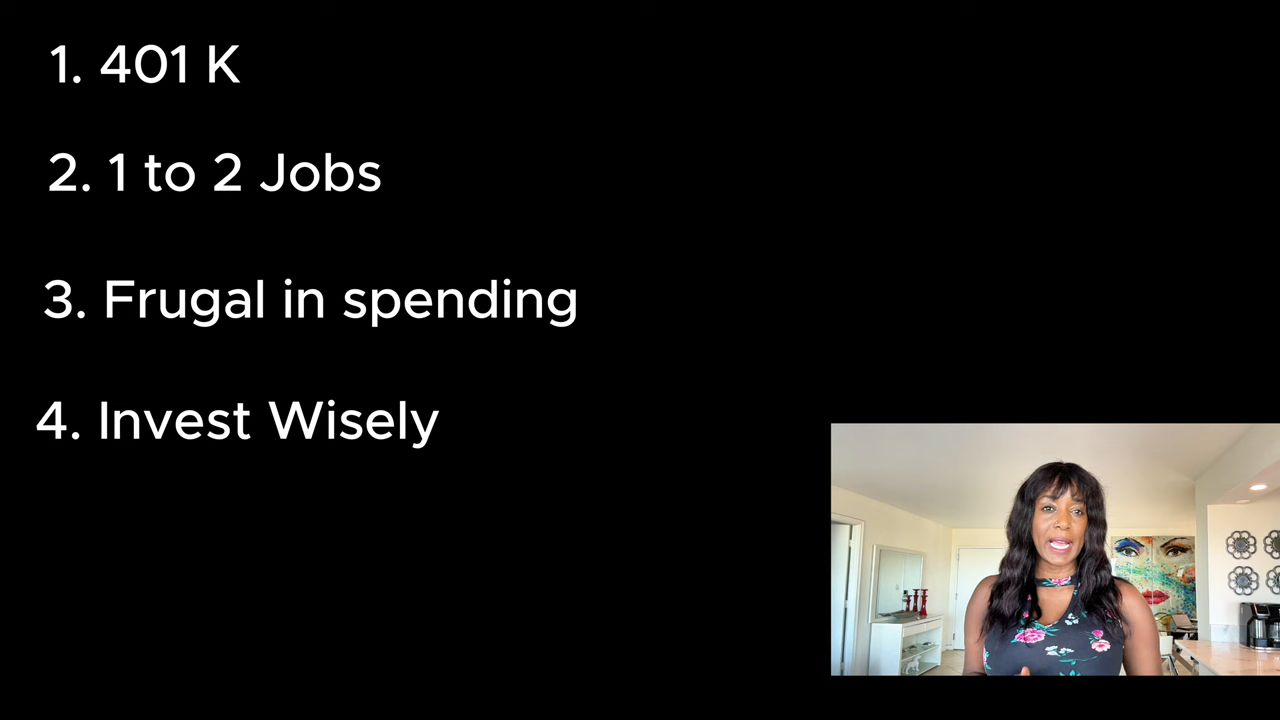 1. 401 K
2. 1 to 2 Jobs
3. Frugal in spending
4. Invest Wisely